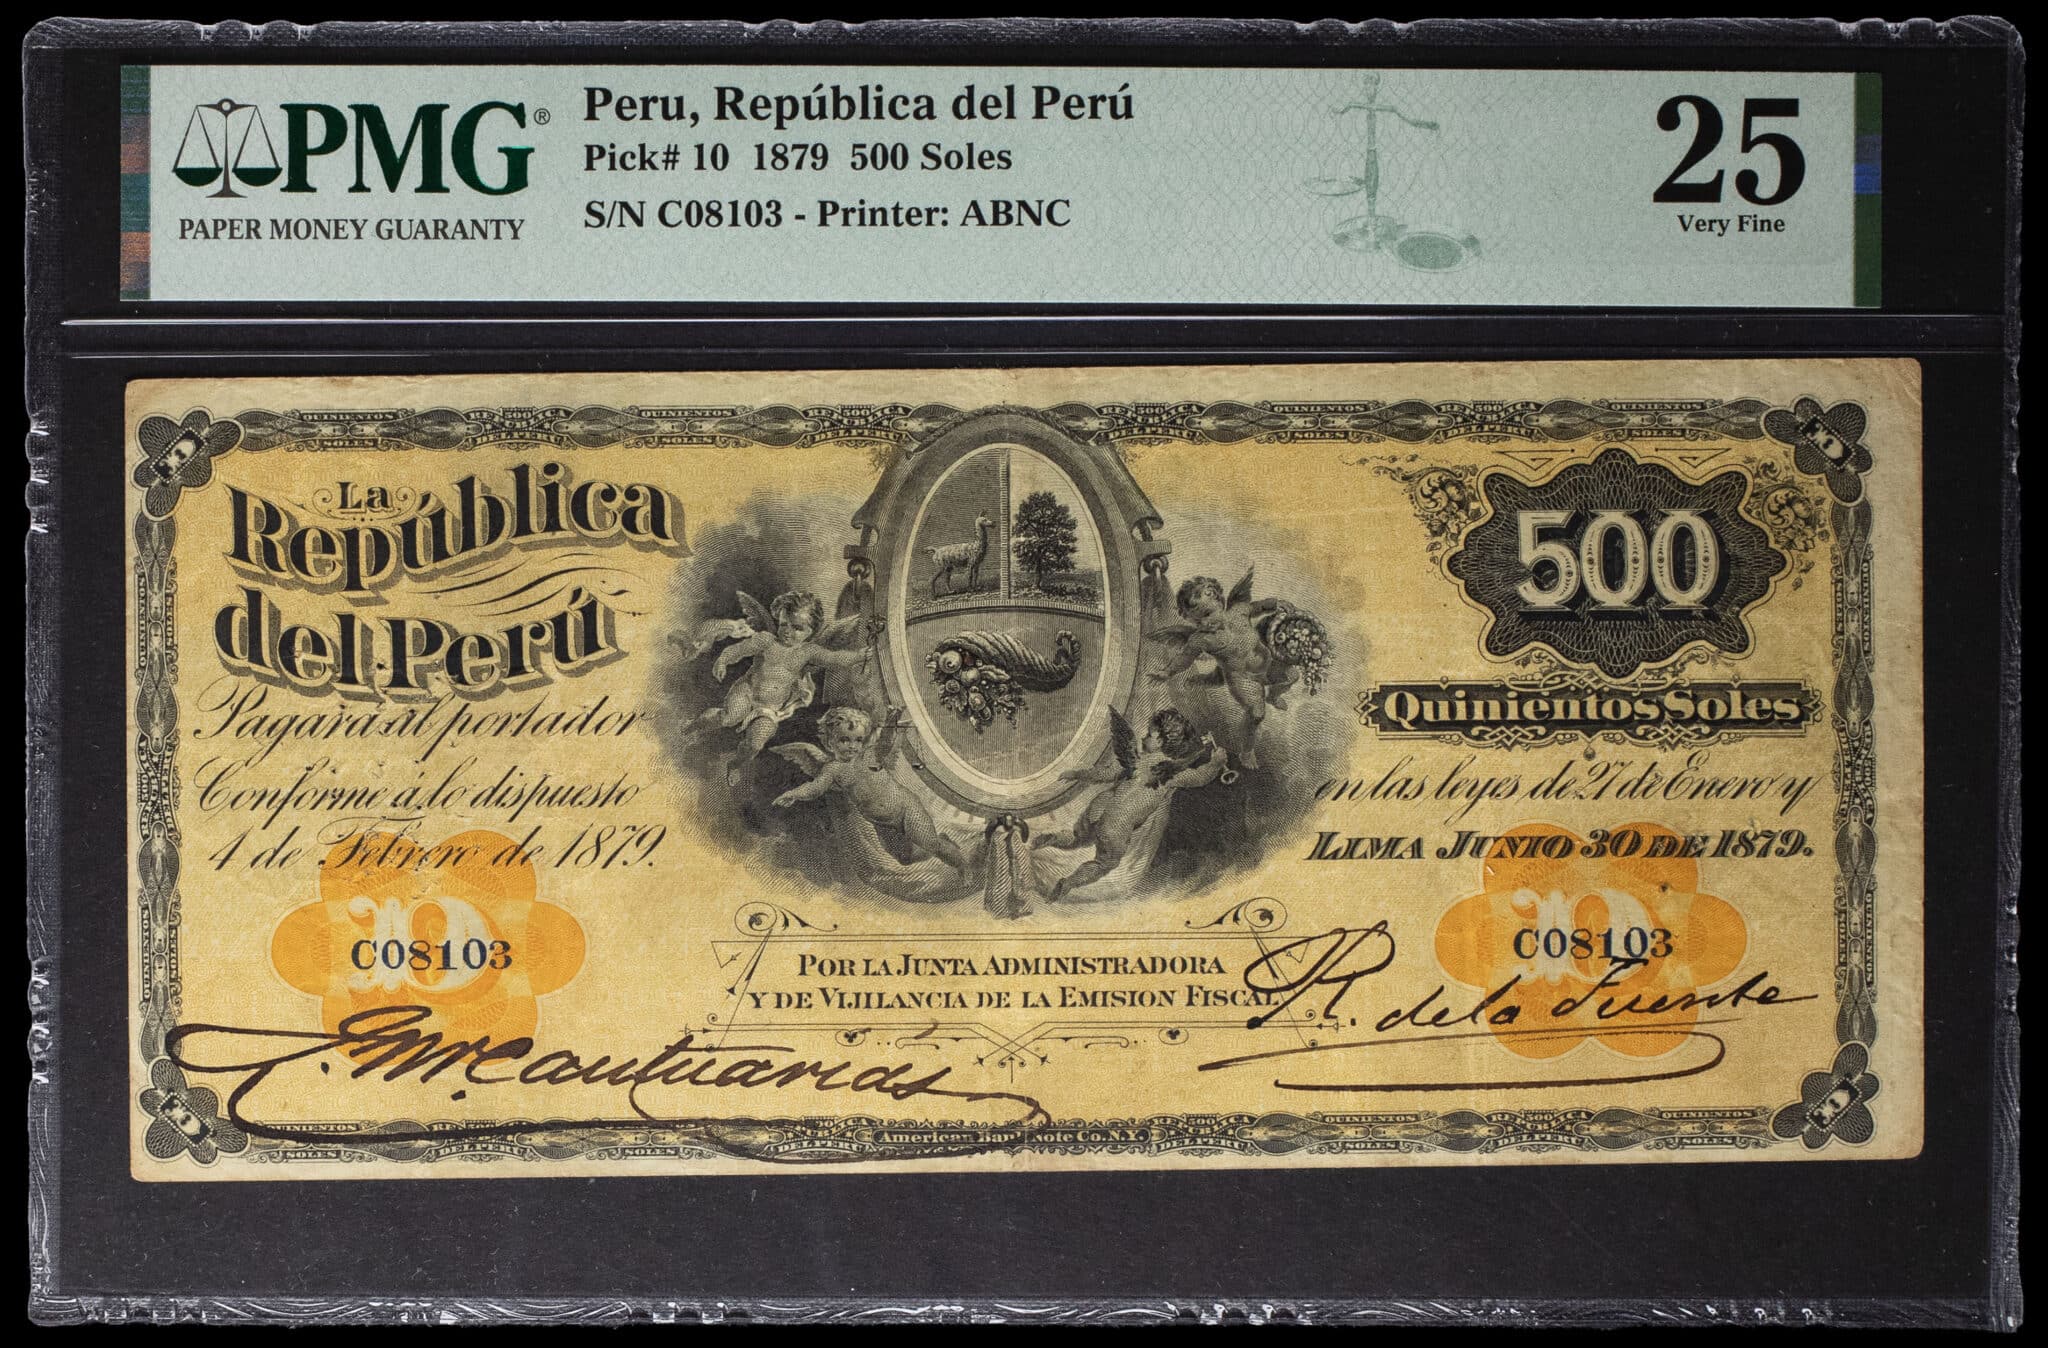 PMG®
PAPER MONEY GUARANTY
Peru, República del Perú
Pick# 10 1879 500 Soles
S/N C08103 - Printer: ABNC
25
Very Fine
QUINIENTOS SOLES
La
República
del Perú
500
Quinientos Soles
Pagará al portador
Conforme á lo dispuesto
en las leyes de 27 de Enero y
4 de Febrero de 1879.
LIMA JUNIO 30 DE 1879.
C08103
C08103
POR LA JUNTA ADMINISTRADORA
Y DE VIJILANCIA DE LA EMISION FISCAL
R. de la Fuente
American Bank Note Co. N.Y.